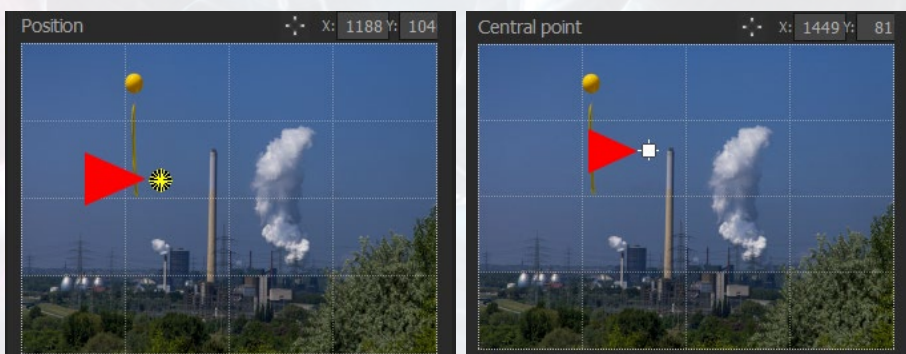 Position X: 1188 Y: 104
Central point X: 1449 Y: 81